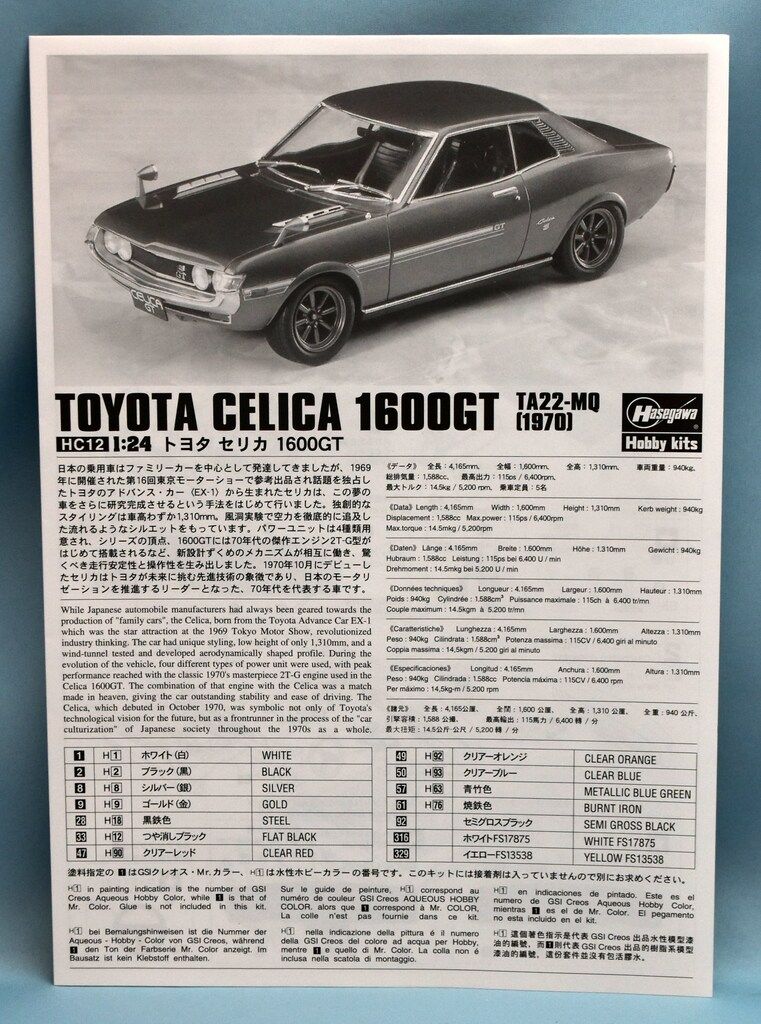 CELICA
GT
GT
GT
Celica
TOYOTA CELICA 1600GT TA22-MQ
(1970)
Hasegawa
Hobby kits
HC12 1:24 トヨタ セリカ 1600GT
日本の乗用車はファミリーカーを中心として発達してきましたが、1969
年に開催された第16回東京モーターショーで参考出品され話題を独占し
たトヨタのアドバンス・カー〈EX-1〉から生まれたセリカは、この夢の
車をさらに研究完成させるという手法をはじめて行いました。独創的な
スタイリングは車高わずか1,310mm。風洞実験で空力を徹底的に追及し
た流れるようなシルエットをもっています。パワーユニットは4種類用
意され、シリーズの頂点、1600GTには70年代の傑作エンジン2T-G型が
はじめて搭載されるなど、新設計ずくめのメカニズムが相互に働き、驚
くべき走行安定性と操作性を生み出しました。1970年10月にデビューし
たセリカはトヨタが未来に挑む先進技術の象徴であり、日本のモータリ
ゼーションを推進するリーダーとなった、70年代を代表する車です。
While Japanese automobile manufacturers had always been geared towards the
production of "family cars", the Celica, born from the Toyota Advance Car EX-1
which was the star attraction at the 1969 Tokyo Motor Show, revolutionized
industry thinking. The car had unique styling, low height of only 1,310mm, and a
wind-tunnel tested and developed aerodynamically shaped profile. During the
evolution of the vehicle, four different types of power unit were used, with peak
performance reached with the classic 1970's masterpiece 2T-G engine used in the
Celica 1600GT. The combination of that engine with the Celica was a match
made in heaven, giving the car outstanding stability and ease of driving. The
Celica, which debuted in October 1970, was symbolic not only of Toyota's
technological vision for the future, but as a frontrunner in the process of the "car
culturization" of Japanese society throughout the 1970s as a whole.
《データ》 全長：4,165mm、 全幅：1,600mm、 全高：1,310mm、 車両重量：940kg、
総排気量：1,588cc、 最高出力：115ps / 6,400rpm、
最大トルク：14.5kg / 5,200 rpm、乗車定員：5名
《Data》 Length : 4,165mm Width : 1,600mm Height : 1,310mm Kerb weight : 940kg
Displacement : 1,588cc Max.power : 115ps / 6,400rpm
Max.torque : 14.5mkg / 5,200rpm
《Daten》 Länge : 4.165mm Breite : 1.600mm Höhe : 1.310mm Gewicht : 940kg
Hubraum : 1.588cc Leistung : 115ps bei 6.400 U / min
Drehmoment : 14.5mkg bei 5.200 U / min
《Données techniques》 Longueur : 4.165mm Largeur : 1.600mm Hauteur : 1.310mm
Poids : 940kg Cylindrée : 1.588cm³ Puissance maximale : 115ch à 6.400 tr/mn
Couple maximum : 14.5kgm à 5.200 tr/mn
《Caratteristiche》 Lunghezza : 4.165mm Larghezza : 1.600mm Altezza : 1.310mm
Peso : 940kg Cilindrata : 1.588cm³ Potenza massima : 115CV / 6.400 giri al minuto
Coppia massima : 14.5kgm / 5.200 giri al minuto
《Especificaciones》 Longitud : 4.165mm Anchura : 1.600mm Altura : 1.310mm
Peso : 940kg Cilindrada : 1.588cc Potencia máxima : 115CV / 6.400 rpm
Par máximo : 14,5kg-m / 5.200 rpm
《諸元》 全長：4,165公厘、 全闊：1,600 公厘、 全高：1,310 公厘、 全重：940 公斤、
引擎容積：1,588 公撮、 最高輸出：115馬力 / 6,400 轉 / 分
最大扭矩：14.5公斤·公尺 / 5,200 轉 / 分
1 H1 ホワイト(白) WHITE
2 H2 ブラック(黒) BLACK
8 H8 シルバー(銀) SILVER
9 H9 ゴールド(金) GOLD
28 H18 黒鉄色 STEEL
33 H12 つや消しブラック FLAT BLACK
47 H90 クリアーレッド CLEAR RED
49 H92 クリアーオレンジ CLEAR ORANGE
50 H93 クリアーブルー CLEAR BLUE
57 H63 青竹色 METALLIC BLUE GREEN
61 H76 焼鉄色 BURNT IRON
92 セミグロスブラック SEMI GROSS BLACK
316 ホワイトFS17875 WHITE FS17875
329 イエローFS13538 YELLOW FS13538
塗料指定の 1 はGSIクレオス・Mr.カラー、H1 は水性ホビーカラーの番号です。このキットには接着剤は入っていませんので別にお求めください。
H1 in painting indication is the number of GSI
Creos Aqueous Hobby Color, while 1 is that of
Mr. Color. Glue is not included in this kit.
Sur le guide de peinture, H1 correspond au
numéro de couleur GSI Creos AQUEOUS HOBBY
COLOR. alors que 1 correspond à Mr. COLOR,
La colle n'est pas fournie dans ce kit.
H1 en indicaciones de pintado. Este es el
numero de GSI Creos Aqueous Hobby Color,
mientras 1 es el de Mr. Color. El pegamento
no esta incluido en el kit.
H1 bei Bemalungshinweisen ist die Nummer der
Aqueous - Hobby - Color von GSI Creos, während
1 den Ton der Farbserie Mr. Color anzeigt. Im
Bausatz ist kein Klebstoff enthalten.
H1 nella indicazione della pittura é il numero
della GSI Creos del colore ad acqua per Hobby,
mentre 1 e quello di Mr. Color. La colla non é
inclusa nella scatola di montaggio.
H1 這個著色指示是代表 GSI Creos 出品水性模型漆
油的編號，而 1 則代表 GSI Creos 出品的樹脂系模型
漆油的編號，這份套件並沒有包活膠水。